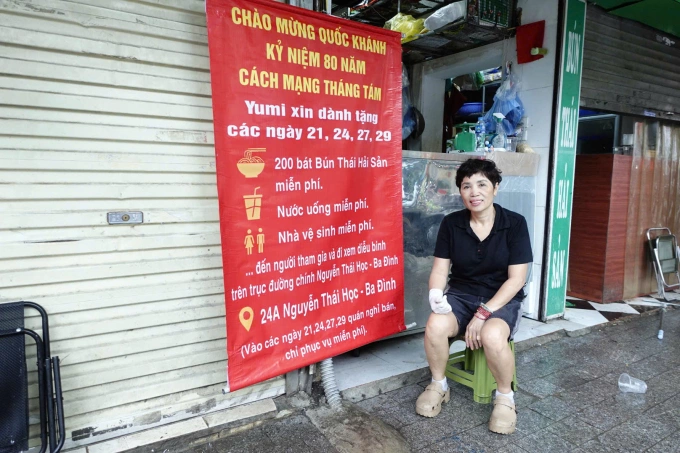 CHÀO MỪNG QUỐC KHÁNH
KỶ NIỆM 80 NĂM
CÁCH MẠNG THÁNG TÁM
Yumi xin dành tặng
các ngày 21, 24, 27, 29
200 bát Bún Thái Hải Sản
miễn phí.
Nước uống miễn phí.
Nhà vệ sinh miễn phí.
... đến người tham gia và đi xem diễu binh
trên trục đường chính Nguyễn Thái Học - Ba Đình
24A Nguyễn Thái Học - Ba Đình
(Vào các ngày 21,24,27,29 quán nghỉ bán,
chỉ phục vụ miễn phí).
BÚN
THÁI
HẢI
SẢN